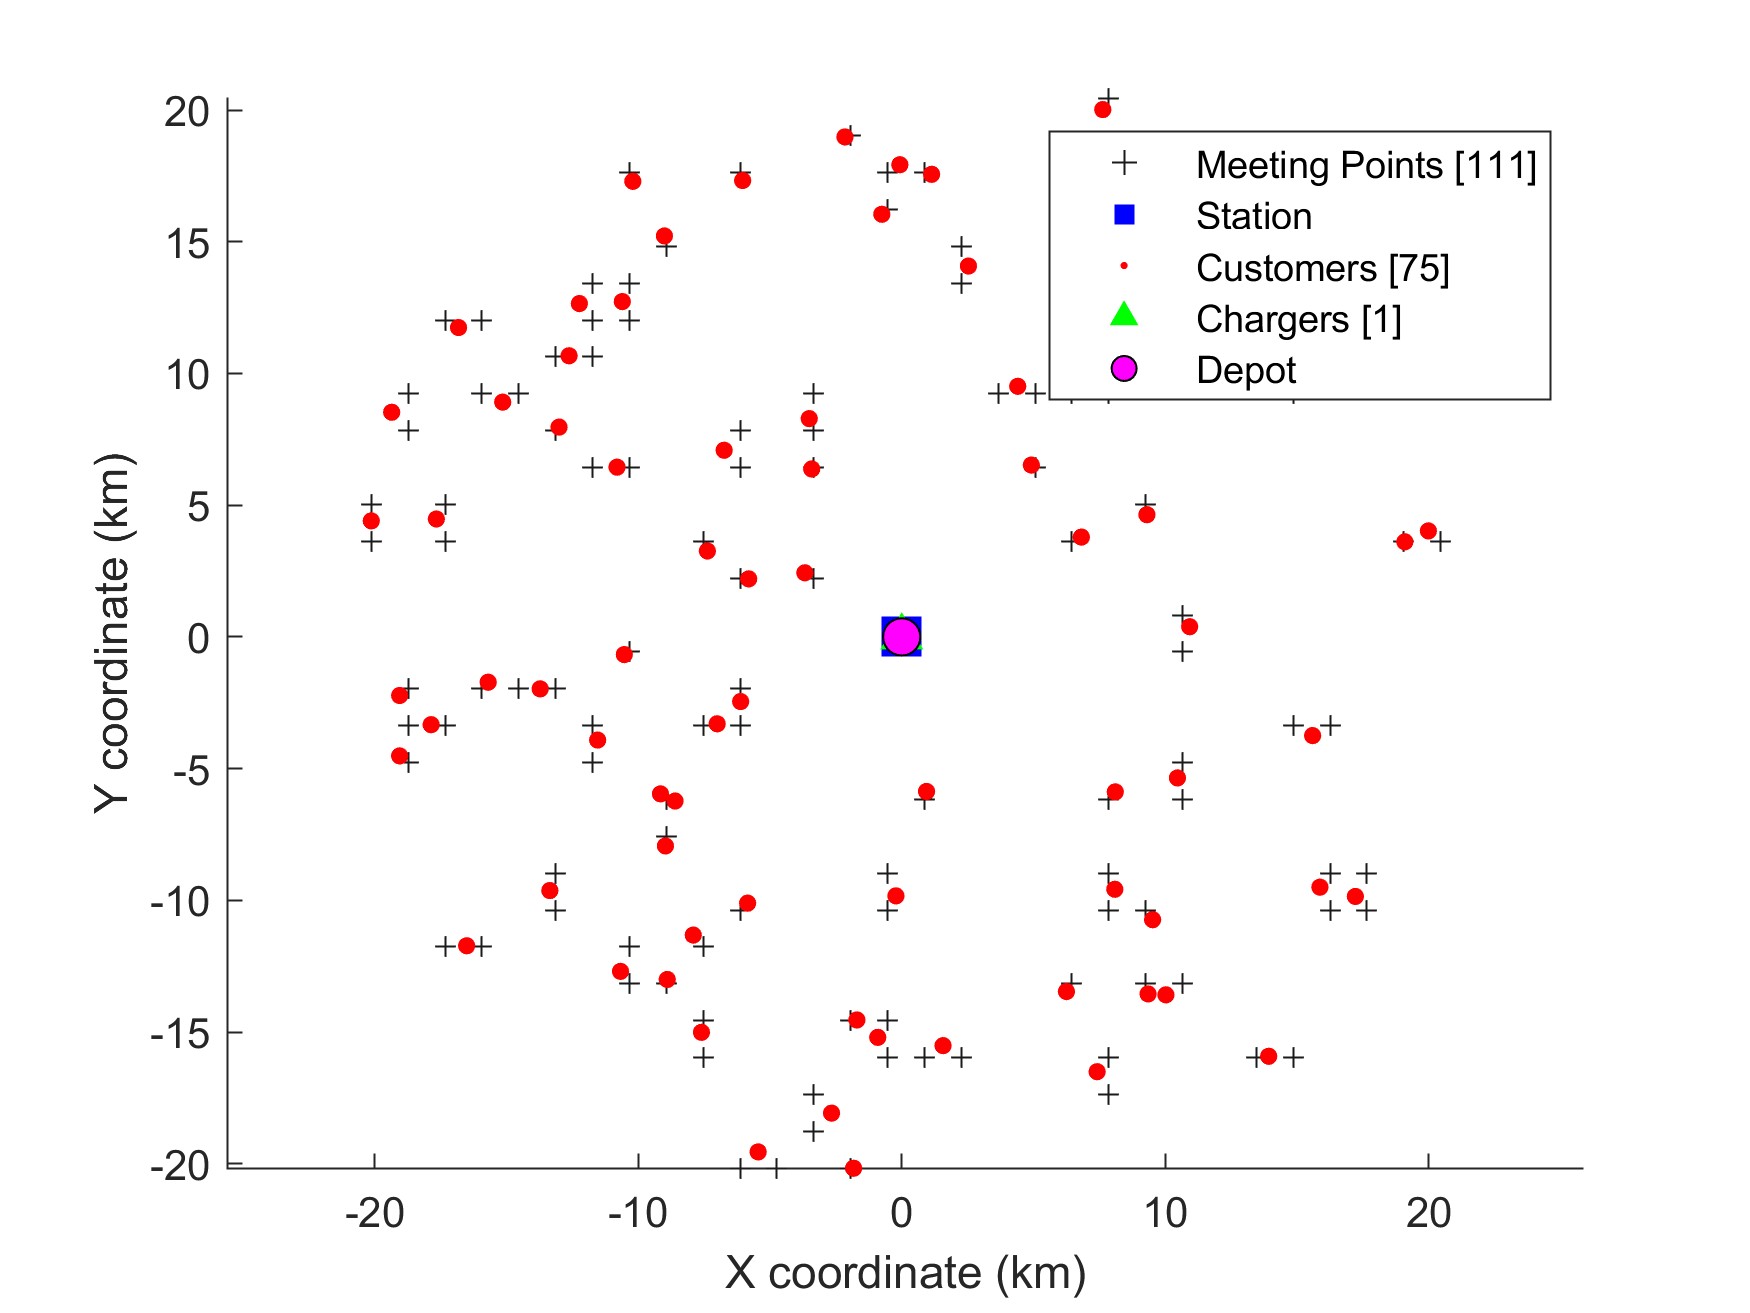 20
15
10
5
0
-5
-10
-15
-20
Y coordinate (km)
-20 -10 0 10 20
X coordinate (km)
Meeting Points [111]
Station
Customers [75]
Chargers [1]
Depot